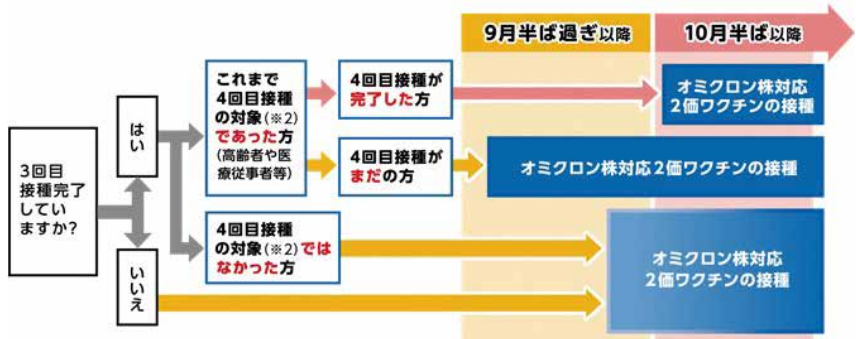 9月半ば過ぎ以降
10月半ば以降
3回目
接種完了
してい
ますか?
はい
いいえ
これまで
4回目接種
の対象(※2)
であった方
(高齢者や医
療従事者等)
4回目接種が
完了した方
オミクロン株対応
2価ワクチンの接種
4回目接種が
まだの方
オミクロン株対応2価ワクチンの接種
4回目接種
の対象(※2)では
なかった方
オミクロン株対応
2価ワクチンの接種